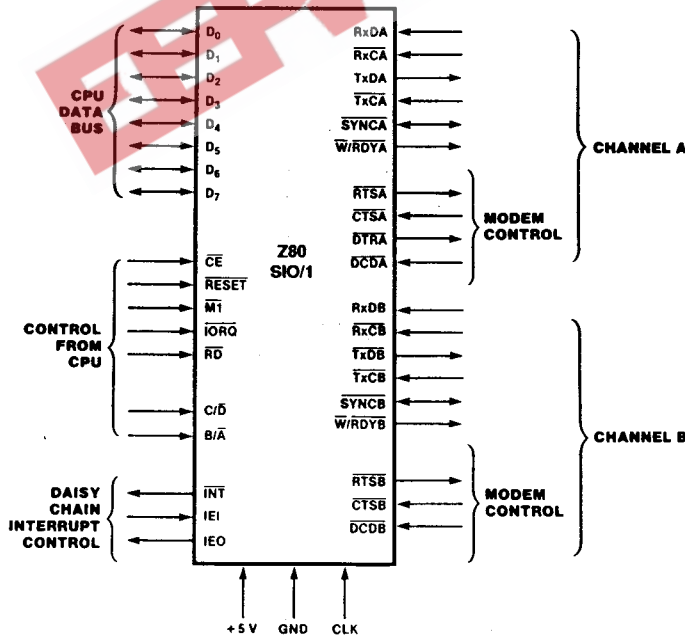 CPU
DATA
BUS
D0
D1
D2
D3
D4
D5
D6
D7
CONTROL
FROM
CPU
CE
RESET
M1
IORQ
RD
C/D
B/A
DAISY
CHAIN
INTERRUPT
CONTROL
INT
IEI
IEO
Z80
SIO/1
RxDA
RxCA
TxDA
TxCA
SYNCA
W/RDYA
RTSA
CTSA
DTRA
DCDA
MODEM
CONTROL
CHANNEL A
RxDB
RxCB
TxDB
TxCB
SYNCB
W/RDYB
RTSB
CTSB
DCDB
MODEM
CONTROL
CHANNEL B
+5 V GND CLK